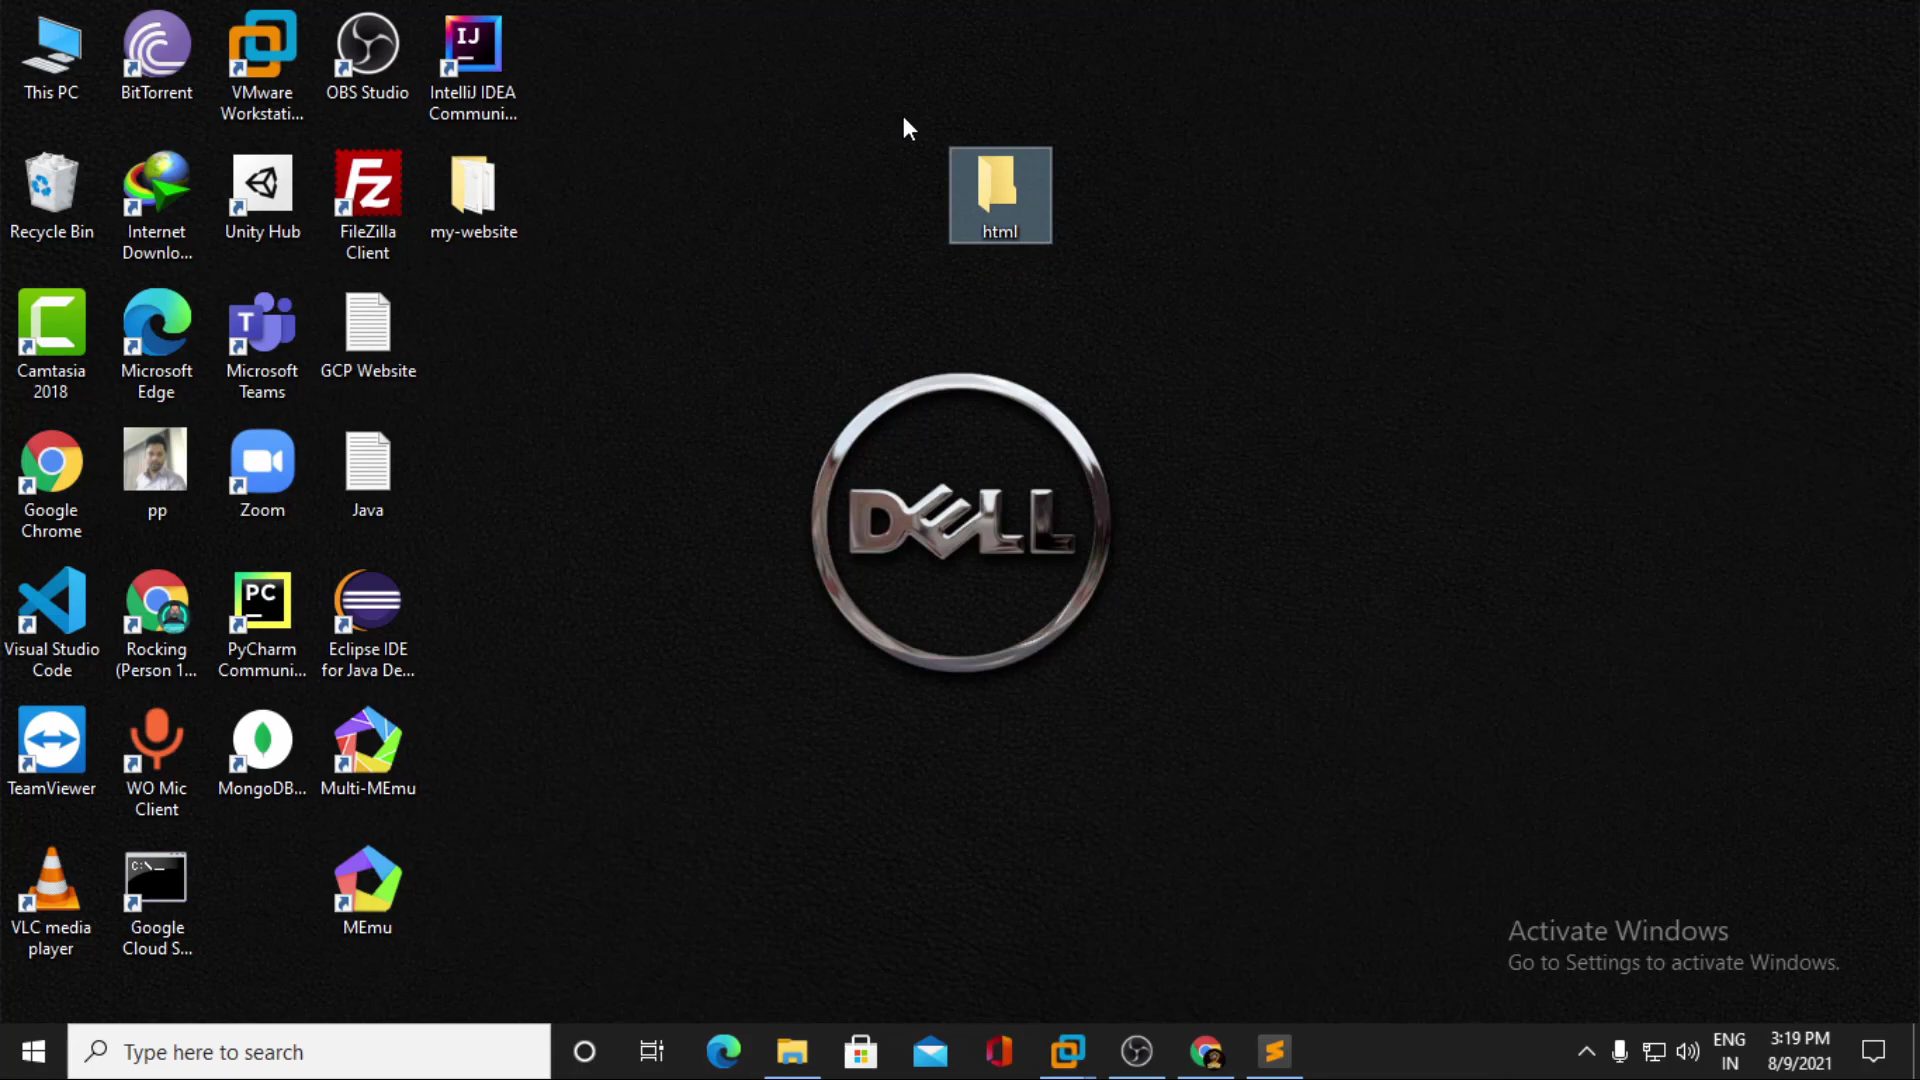 This PC
BitTorrent
VMware
Workstati...
OBS Studio
IJ
IntelliJ IDEA
Communi...
Recycle Bin
Internet
Downlo...
Unity Hub
Fz
FileZilla
Client
my-website
html
Camtasia
2018
Microsoft
Edge
T
Microsoft
Teams
GCP Website
Google
Chrome
pp
Zoom
Java
DELL
Visual Studio
Code
Rocking
(Person 1...
PC
PyCharm
Communi...
Eclipse IDE
for Java De...
TeamViewer
WO Mic
Client
MongoDB...
Multi-MEmu
VLC media
player
C:\
Google
Cloud S...
MEmu
Activate Windows
Go to Settings to activate Windows.
Type here to search
ENG
IN
3:19 PM
8/9/2021